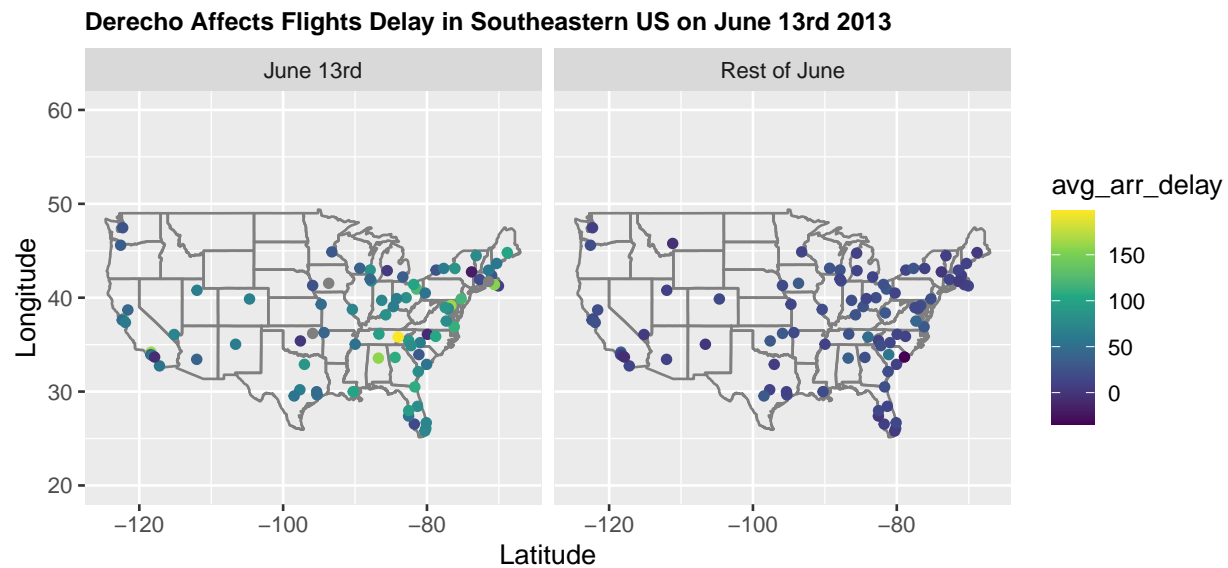 Derecho Affects Flights Delay in Southeastern US on June 13rd 2013
June 13rd
Rest of June
60
50
40
30
20
Longitude
−120
−100
−80
−120
−100
−80
Latitude
avg_arr_delay
150
100
50
0